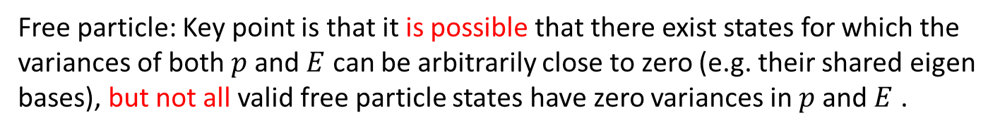 Free particle: Key point is that it is possible that there exist states for which the
variances of both p and E can be arbitrarily close to zero (e.g. their shared eigen
bases), but not all valid free particle states have zero variances in p and E .